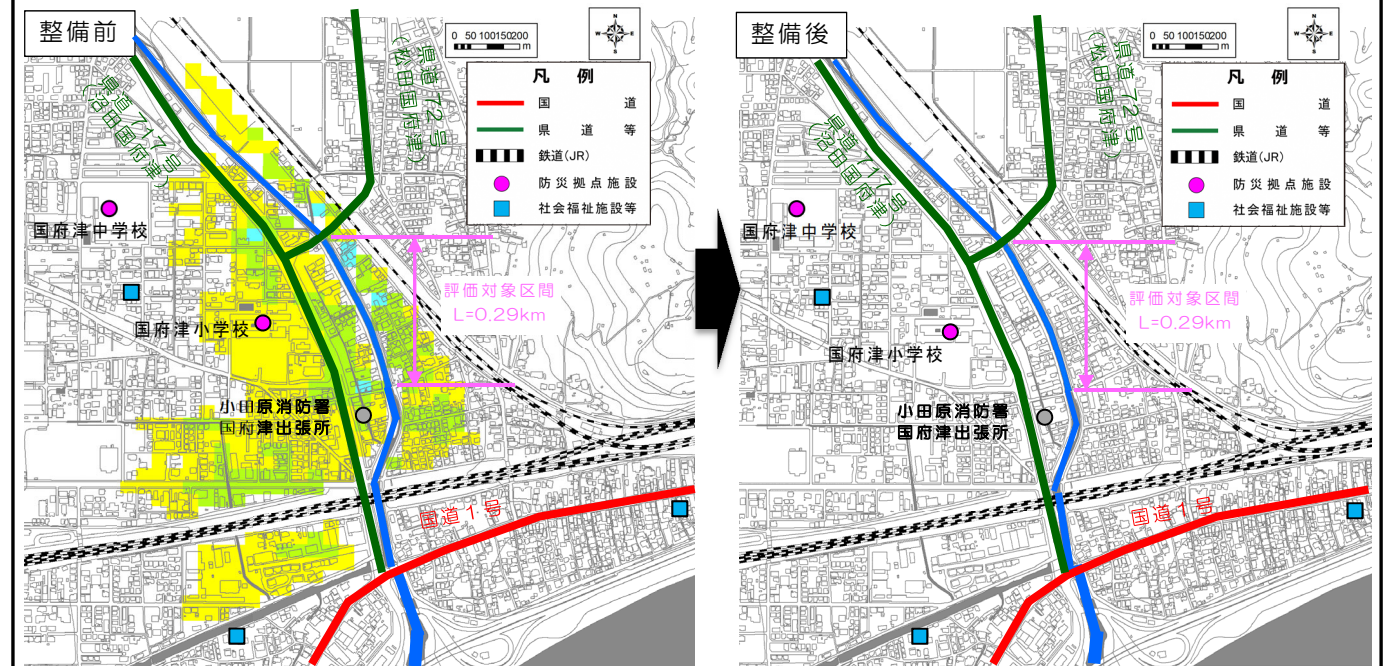 整備前
0 50 100150200
m
N
W
E
S
凡例
国道
県道等
鉄道(JR)
防災拠点施設
社会福祉施設等
県道72号
(松田国府津)
県道717号
(沼田国府津)
国府津中学校
国府津小学校
評価対象区間
L=0.29km
小田原消防署
国府津出張所
国道1号
整備後
0 50 100150200
m
N
W
E
S
凡例
国道
県道等
鉄道(JR)
防災拠点施設
社会福祉施設等
県道72号
(松田国府津)
県道717号
(沼田国府津)
国府津中学校
国府津小学校
評価対象区間
L=0.29km
小田原消防署
国府津出張所
国道1号